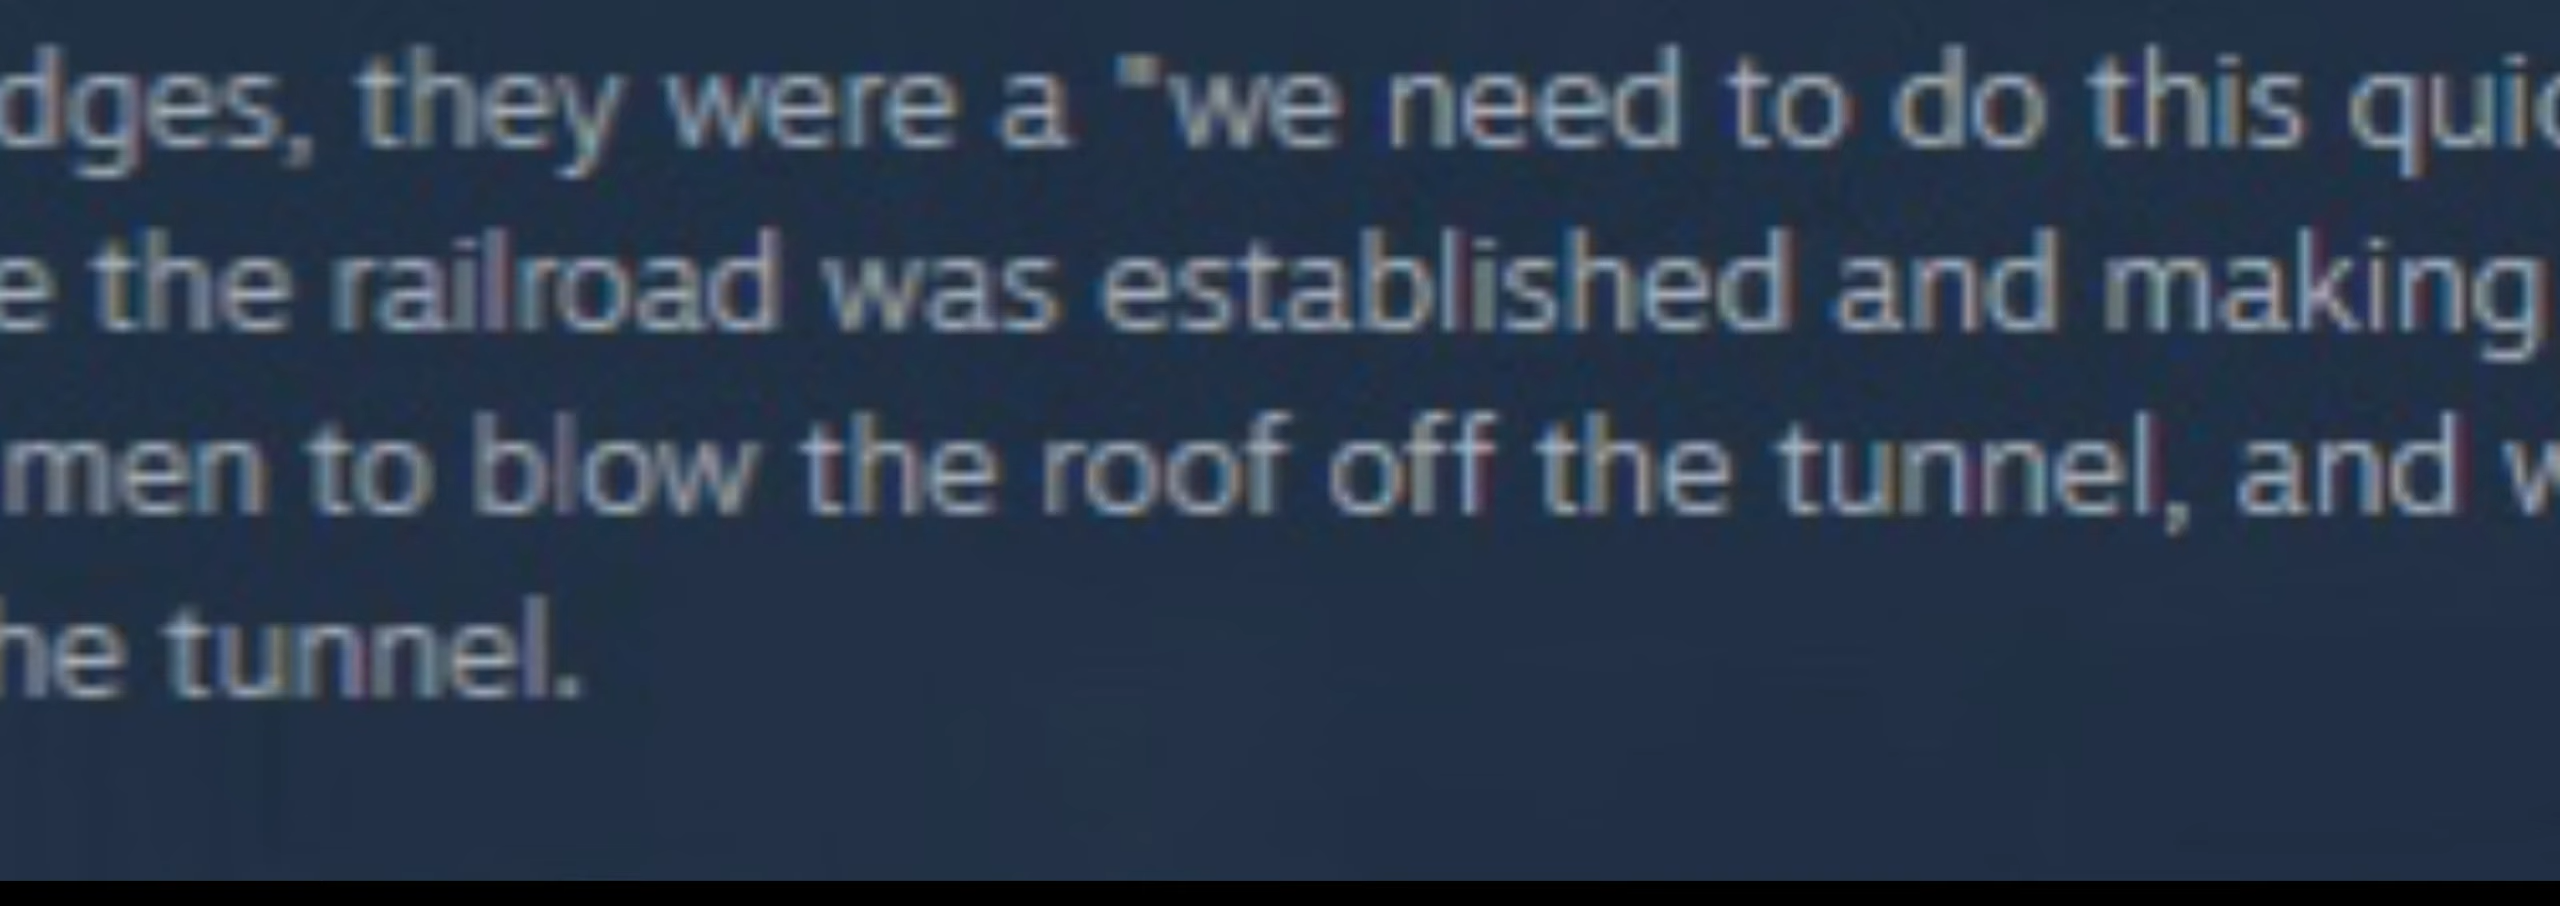 dges, they were a "we need to do this quic
e the railroad was established and making
men to blow the roof off the tunnel, and w
he tunnel.